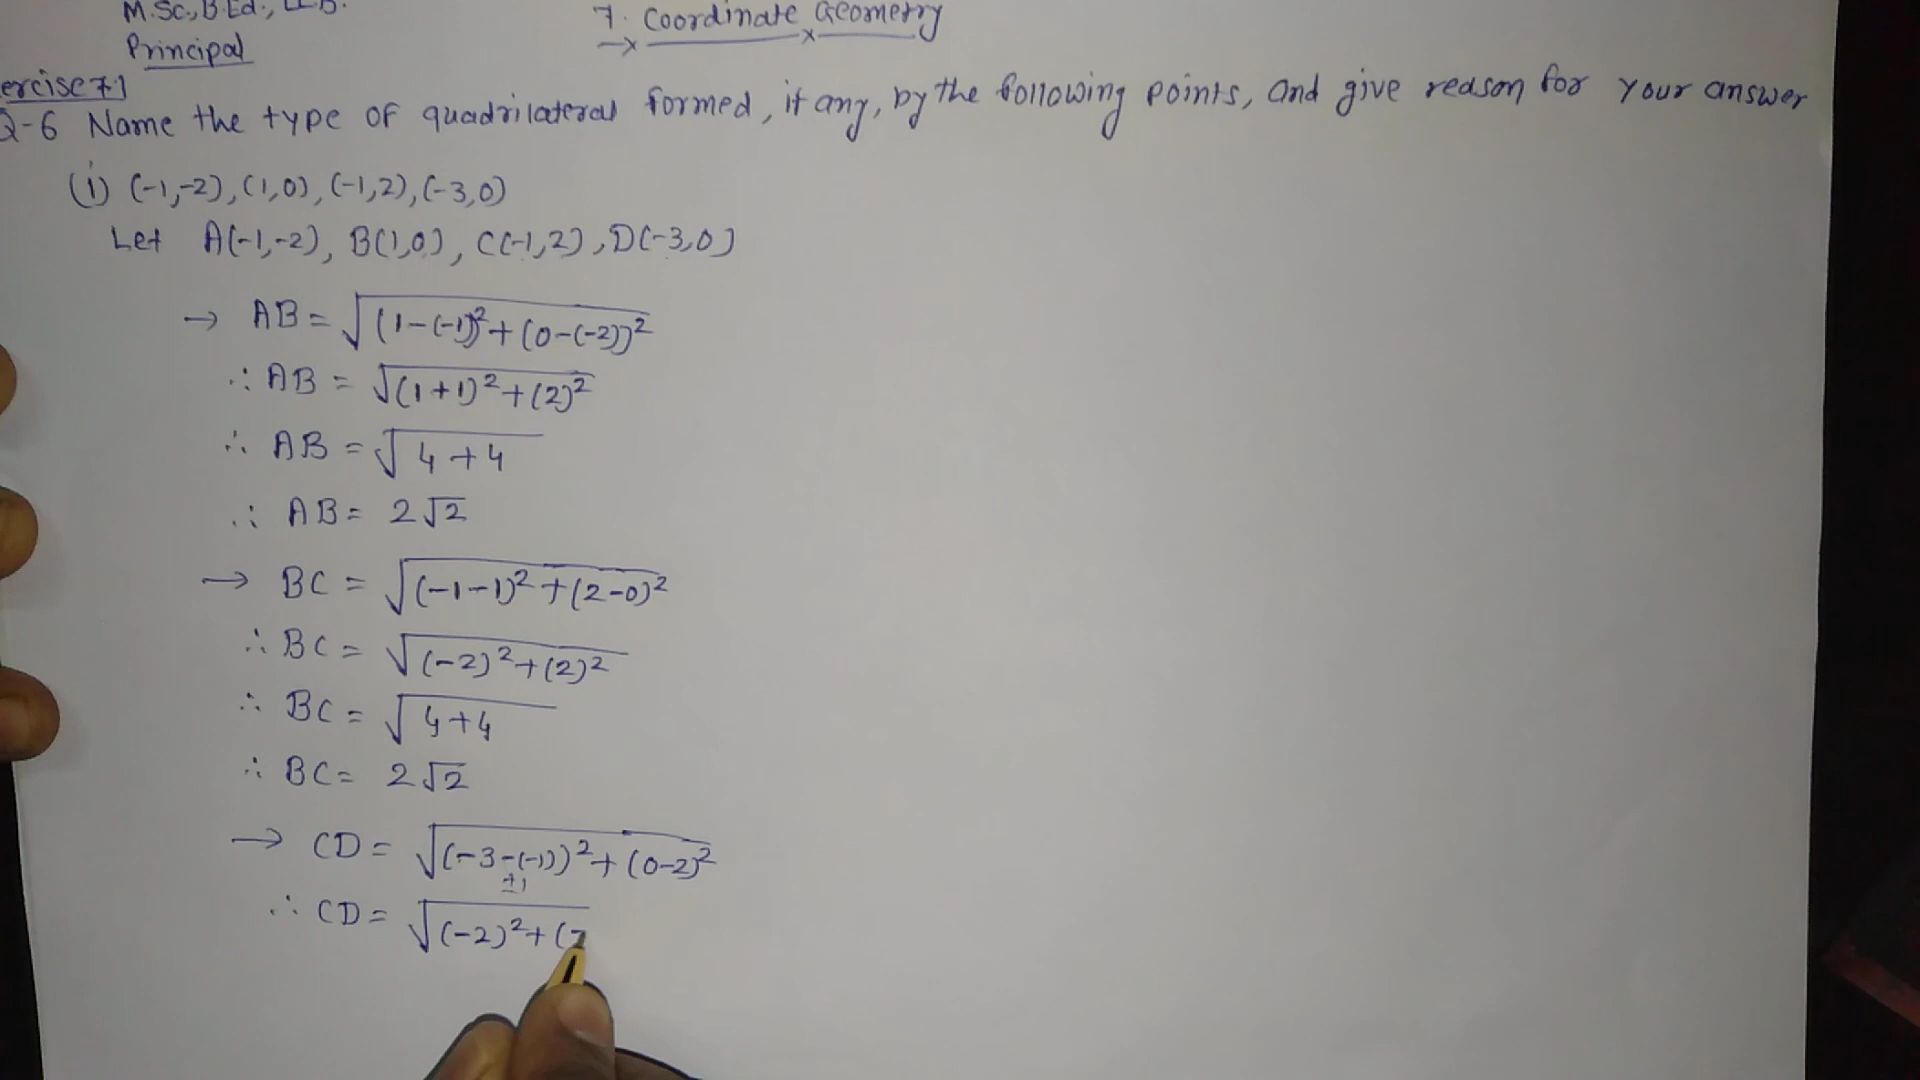 M.Sc., B.Ed., LL.B.
Principal
7. Coordinate Geometry
ercise 7.1
Q-6 Name the type of quadrilateral formed, if any, by the following points, and give reason for your answer
(i) (-1,-2), (1,0), (-1,2), (-3,0)
Let A(-1,-2), B(1,0), C(-1,2), D(-3,0)
→ AB = √(1-(-1))²+(0-(-2))²
∴ AB = √(1+1)²+(2)²
∴ AB = √4+4
∴ AB = 2√2
→ BC = √(-1-1)²+(2-0)²
∴ BC = √(-2)²+(2)²
∴ BC = √4+4
∴ BC = 2√2
→ CD = √(-3-(-1))²+(0-2)²
+1
∴ CD = √(-2)²+(-